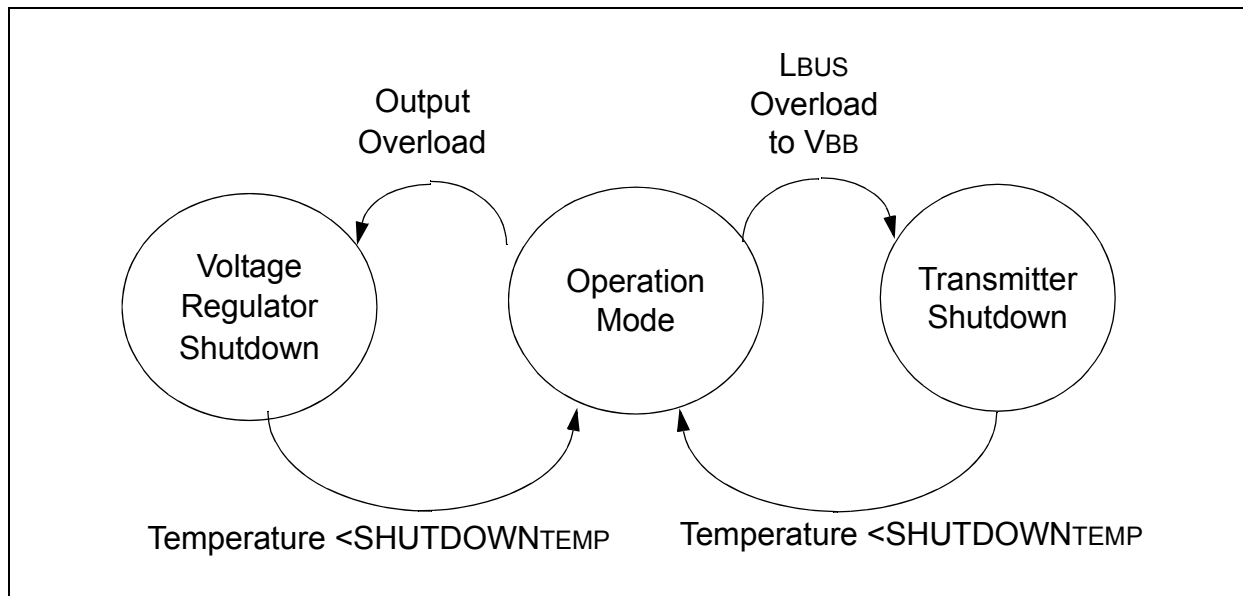 Output
Overload
LBUS
Overload
to VBB
Voltage
Regulator
Shutdown
Operation
Mode
Transmitter
Shutdown
Temperature <SHUTDOWNTEMP
Temperature <SHUTDOWNTEMP